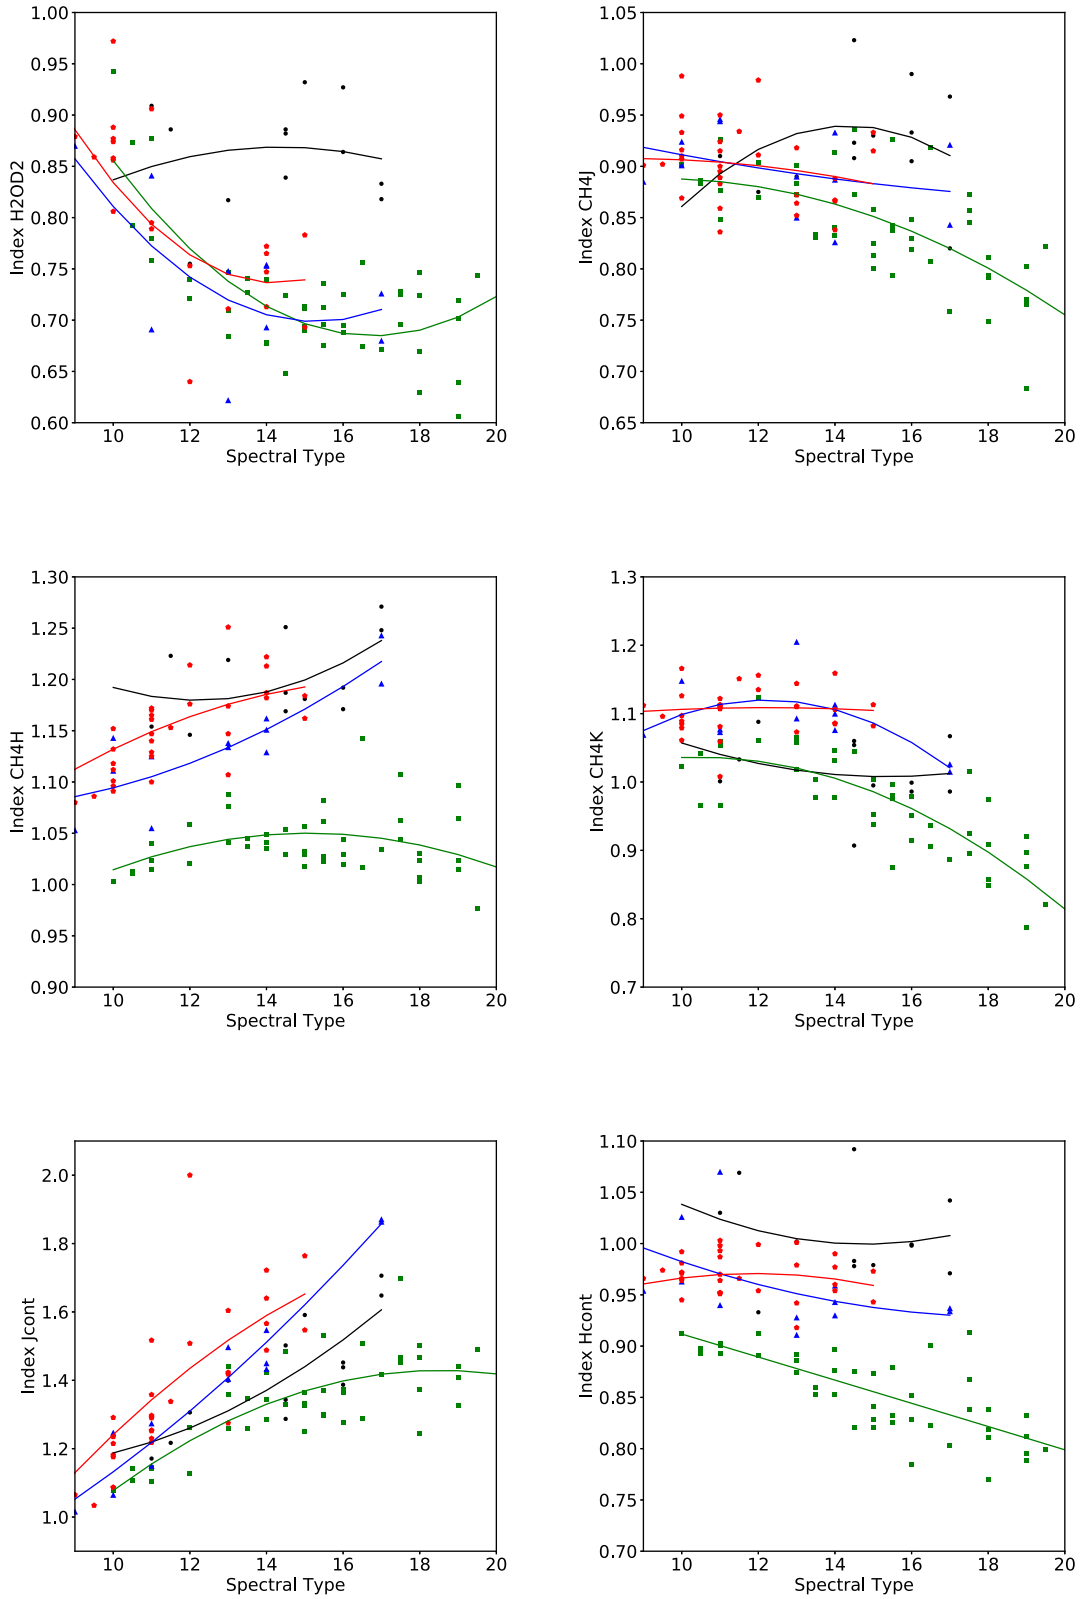 1.00
0.95
0.90
0.85
0.80
0.75
0.70
0.65
0.60
Index H2OD2
10 12 14 16 18 20
Spectral Type
1.05
1.00
0.95
0.90
0.85
0.80
0.75
0.70
0.65
Index CH4J
10 12 14 16 18 20
Spectral Type
1.30
1.25
1.20
1.15
1.10
1.05
1.00
0.95
0.90
Index CH4H
10 12 14 16 18 20
Spectral Type
1.3
1.2
1.1
1.0
0.9
0.8
0.7
Index CH4K
10 12 14 16 18 20
Spectral Type
2.0
1.8
1.6
1.4
1.2
1.0
Index Jcont
10 12 14 16 18 20
Spectral Type
1.10
1.05
1.00
0.95
0.90
0.85
0.80
0.75
0.70
Index Hcont
10 12 14 16 18 20
Spectral Type